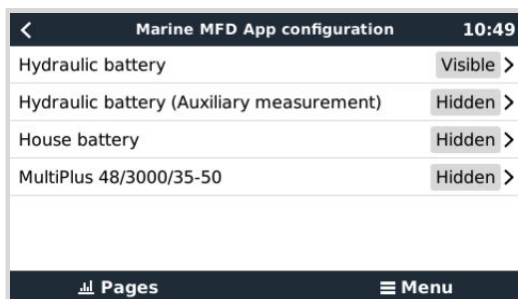 Marine MFD App configuration 10:49
Hydraulic battery Visible
Hydraulic battery (Auxiliary measurement) Hidden
House battery Hidden
MultiPlus 48/3000/35-50 Hidden
Pages Menu